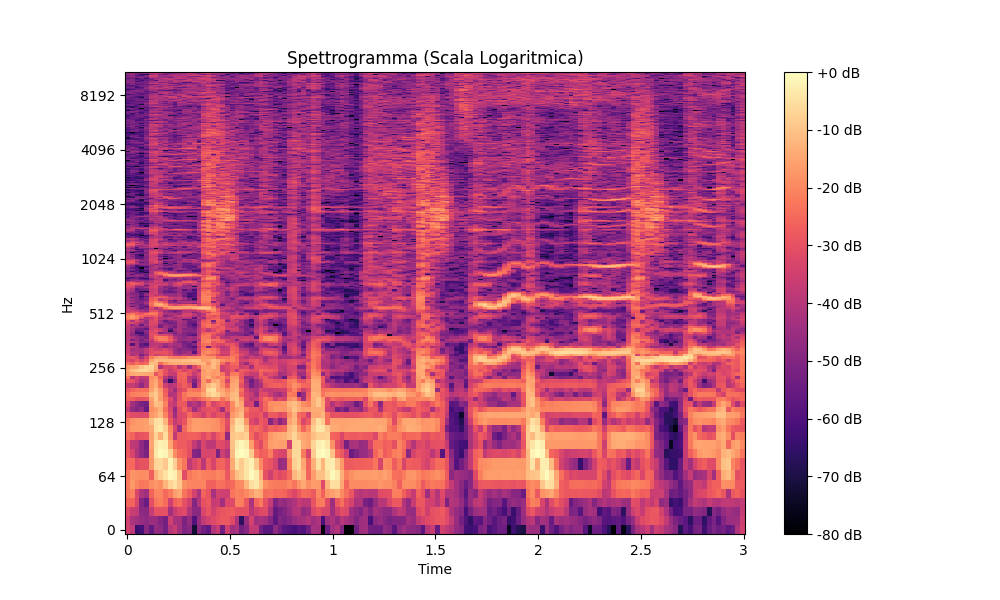 Spettrogramma (Scala Logaritmica)
Hz
8192
4096
2048
1024
512
256
128
64
0
0 0.5 1 1.5 2 2.5 3
Time
+0 dB
-10 dB
-20 dB
-30 dB
-40 dB
-50 dB
-60 dB
-70 dB
-80 dB